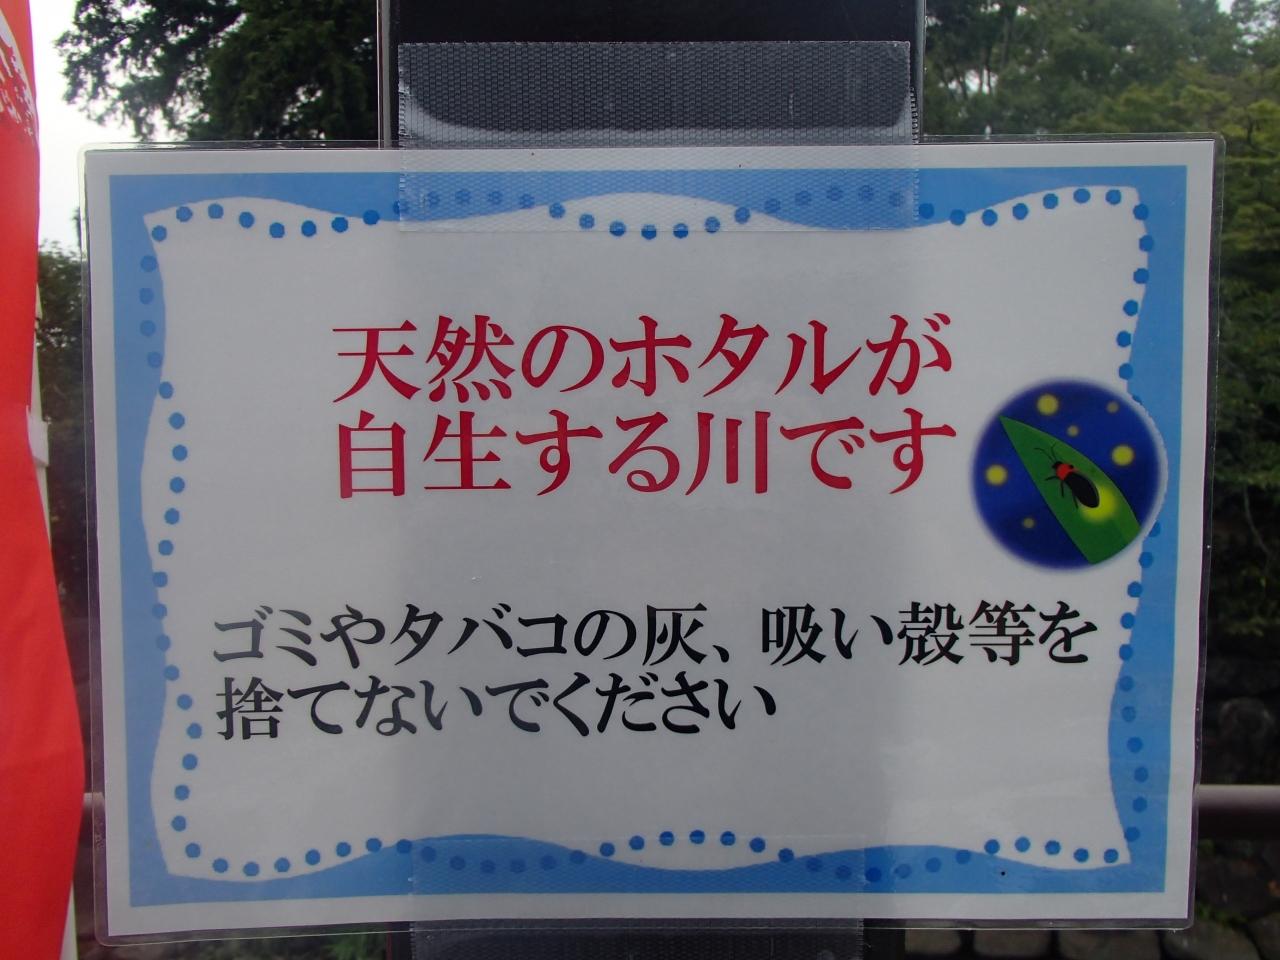 天然のホタルが
自生する川です
ゴミやタバコの灰、吸い殻等を
捨てないでください